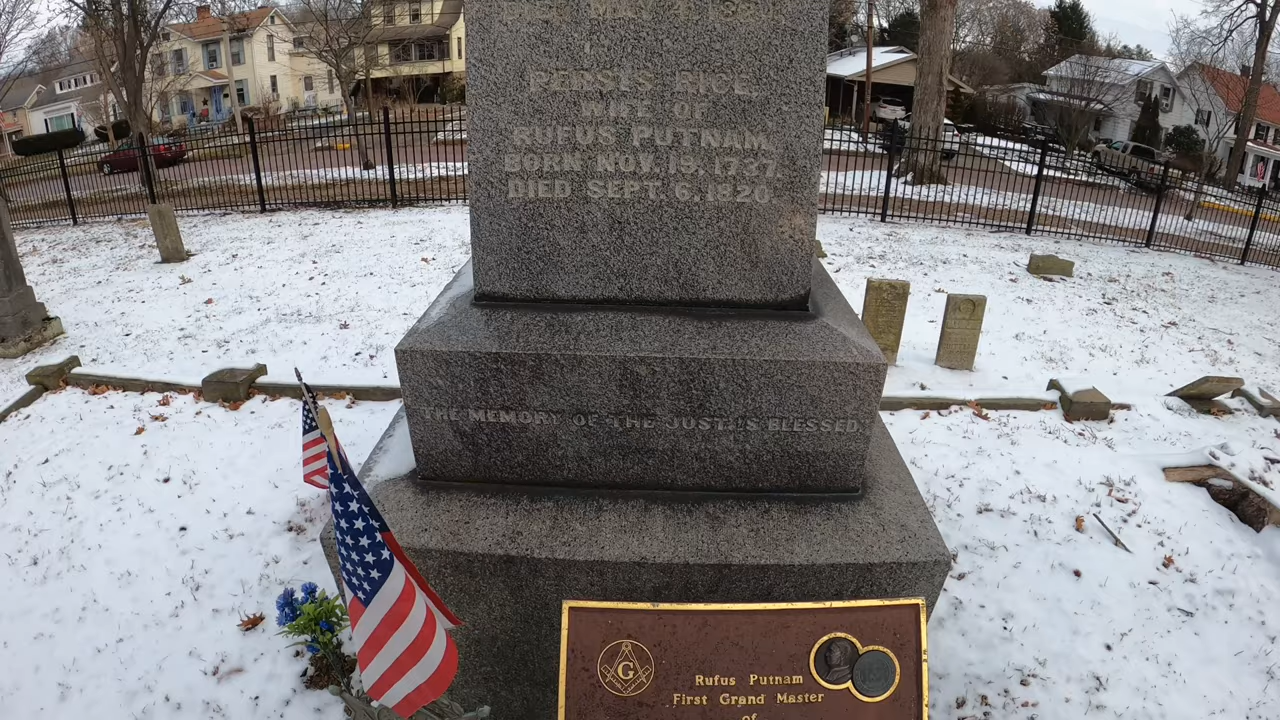 PERSIS RICE,
WIFE OF
RUFUS PUTNAM,
BORN NOV. 19, 1737,
DIED SEPT. 6, 1820.
THE MEMORY OF THE JUST IS BLESSED.
G
Rufus Putnam
First Grand Master
of